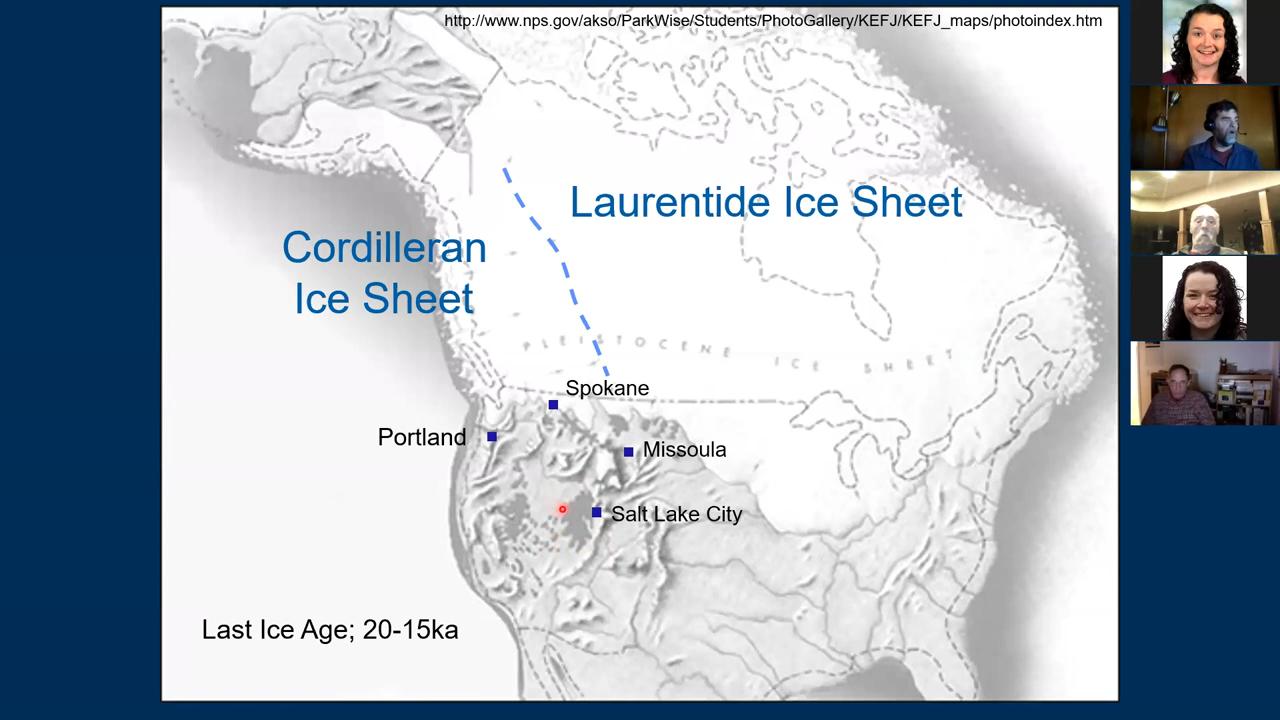 http://www.nps.gov/akso/ParkWise/Students/PhotoGallery/KEFJ/KEFJ_maps/photoindex.htm
Laurentide Ice Sheet
Cordilleran
Ice Sheet
PLEISTOCENE ICE SHEET
Spokane
Portland
Missoula
Salt Lake City
Last Ice Age; 20-15ka